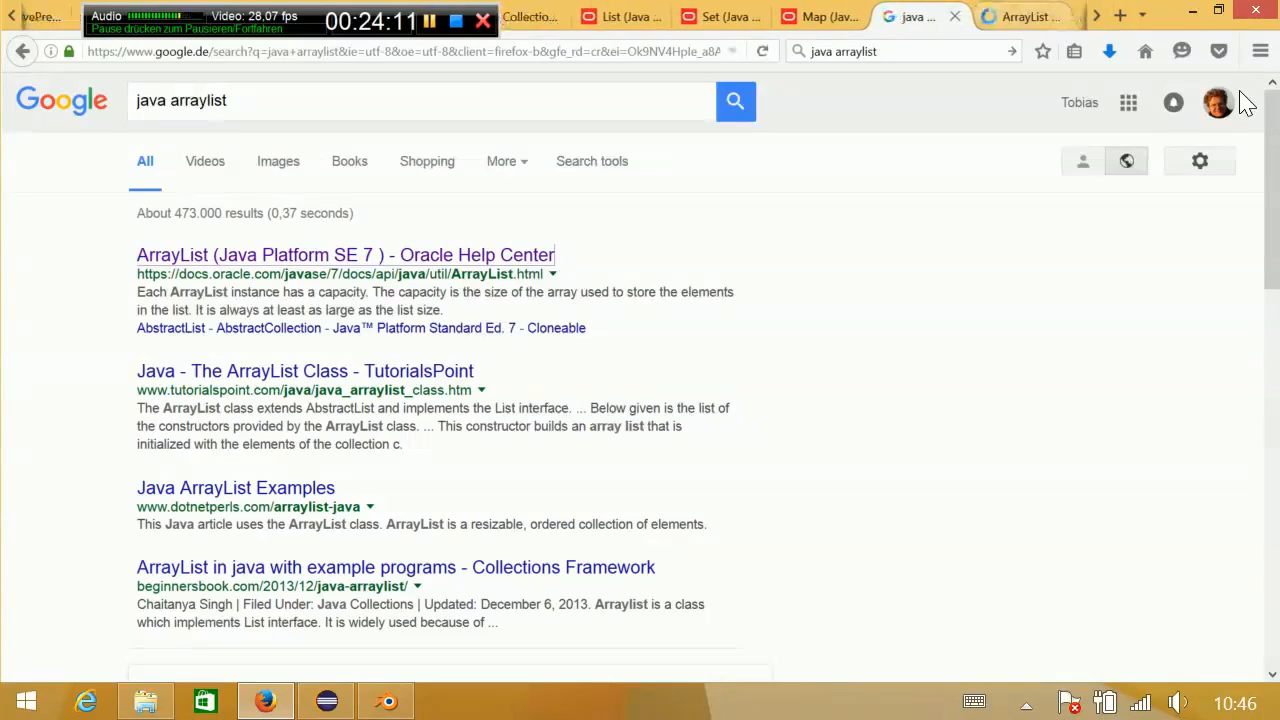 Audio Video: 28,07 fps 00:24:11
Pause drücken zum Pausieren/Fortfahren
Collectio... List (Java ... Set (Java... Map (Java... java ... ArrayList ...
https://www.google.de/search?q=java+arraylist&ie=utf-8&oe=utf-8&client=firefox-b&gfe_rd=cr&ei=Ok9NV4HpIe_a8A java arraylist
Google java arraylist Tobias
All Videos Images Books Shopping More Search tools
About 473.000 results (0,37 seconds)
ArrayList (Java Platform SE 7 ) - Oracle Help Center
https://docs.oracle.com/javase/7/docs/api/java/util/ArrayList.html
Each ArrayList instance has a capacity. The capacity is the size of the array used to store the elements
in the list. It is always at least as large as the list size.
AbstractList - AbstractCollection - Java™ Platform Standard Ed. 7 - Cloneable
Java - The ArrayList Class - TutorialsPoint
www.tutorialspoint.com/java/java_arraylist_class.htm
The ArrayList class extends AbstractList and implements the List interface. ... Below given is the list of
the constructors provided by the ArrayList class. ... This constructor builds an array list that is
initialized with the elements of the collection c.
Java ArrayList Examples
www.dotnetperls.com/arraylist-java
This Java article uses the ArrayList class. ArrayList is a resizable, ordered collection of elements.
ArrayList in java with example programs - Collections Framework
beginnersbook.com/2013/12/java-arraylist/
Chaitanya Singh | Filed Under: Java Collections | Updated: December 6, 2013. Arraylist is a class
which implements List interface. It is widely used because of ...
10:46